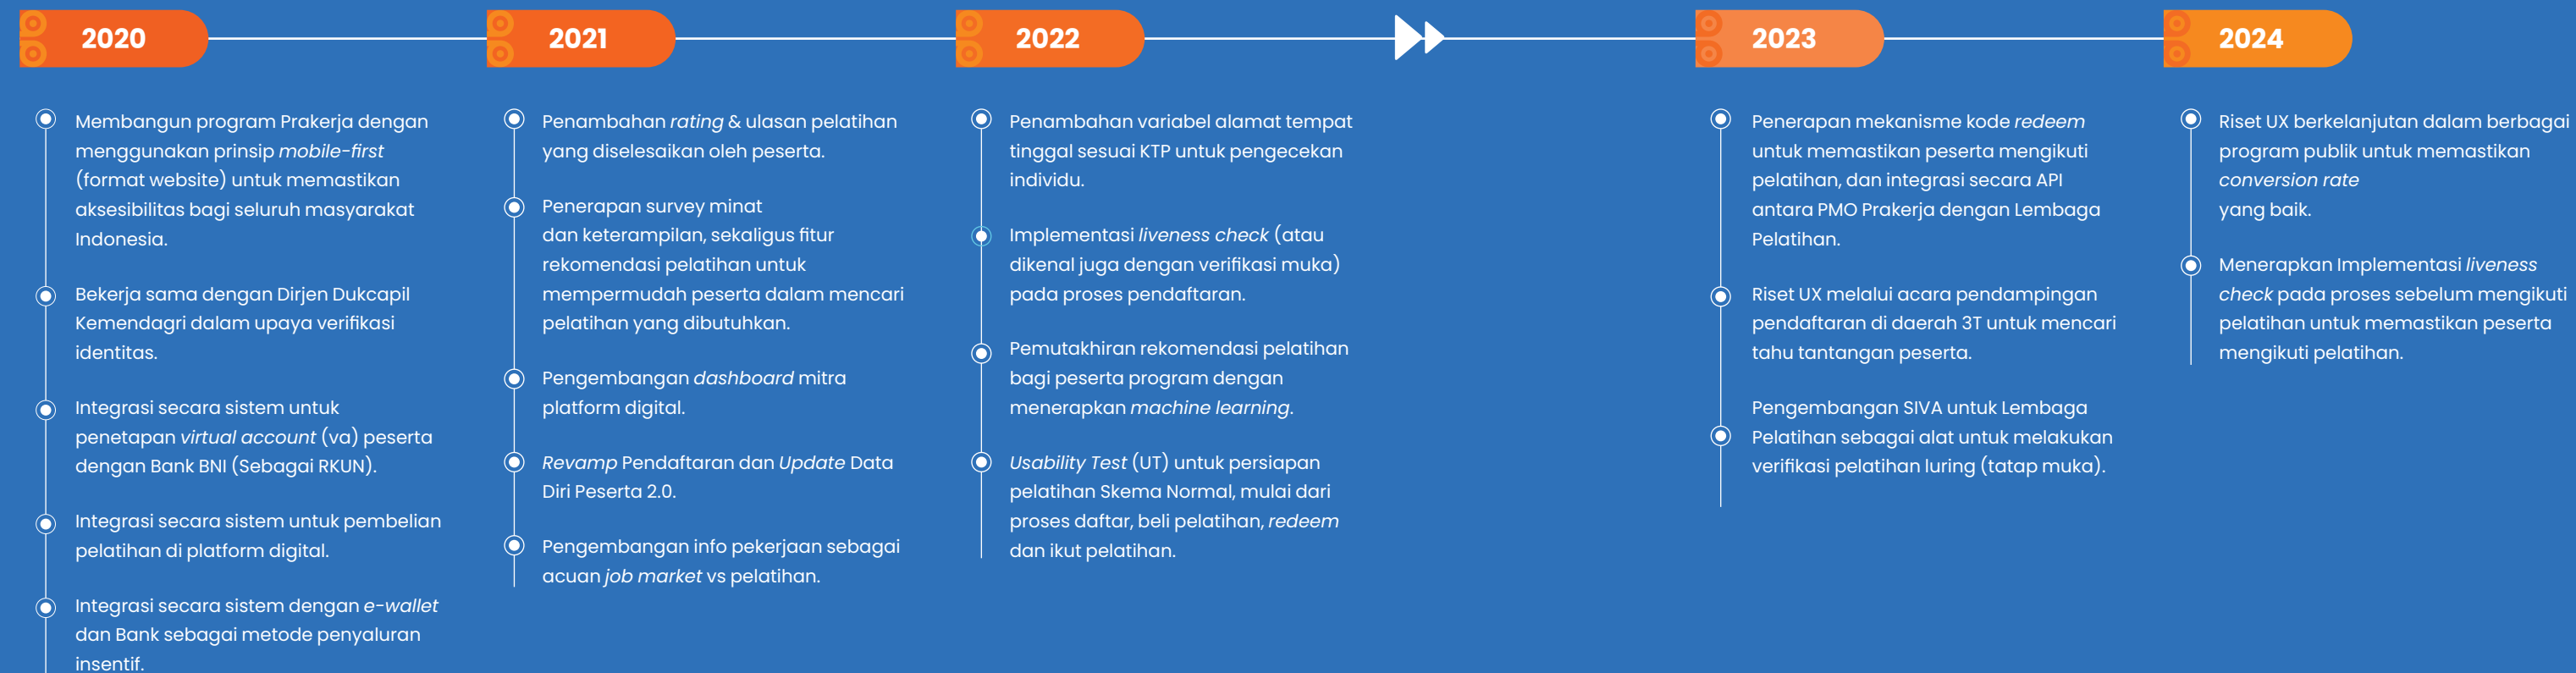 2020
Membangun program Prakerja dengan
menggunakan prinsip mobile-first
(format website) untuk memastikan
aksesibilitas bagi seluruh masyarakat
Indonesia.
Bekerja sama dengan Dirjen Dukcapil
Kemendagri dalam upaya verifikasi
identitas.
Integrasi secara sistem untuk
penetapan virtual account (va) peserta
dengan Bank BNI (Sebagai RKUN).
Integrasi secara sistem untuk pembelian
pelatihan di platform digital.
Integrasi secara sistem dengan e-wallet
dan Bank sebagai metode penyaluran
insentif.
2021
Penambahan rating & ulasan pelatihan
yang diselesaikan oleh peserta.
Penerapan survey minat
dan keterampilan, sekaligus fitur
rekomendasi pelatihan untuk
mempermudah peserta dalam mencari
pelatihan yang dibutuhkan.
Pengembangan dashboard mitra
platform digital.
Revamp Pendaftaran dan Update Data
Diri Peserta 2.0.
Pengembangan info pekerjaan sebagai
acuan job market vs pelatihan.
2022
Penambahan variabel alamat tempat
tinggal sesuai KTP untuk pengecekan
individu.
Implementasi liveness check (atau
dikenal juga dengan verifikasi muka)
pada proses pendaftaran.
Pemutakhiran rekomendasi pelatihan
bagi peserta program dengan
menerapkan machine learning.
Usability Test (UT) untuk persiapan
pelatihan Skema Normal, mulai dari
proses daftar, beli pelatihan, redeem
dan ikut pelatihan.
2023
Penerapan mekanisme kode redeem
untuk memastikan peserta mengikuti
pelatihan, dan integrasi secara API
antara PMO Prakerja dengan Lembaga
Pelatihan.
Riset UX melalui acara pendampingan
pendaftaran di daerah 3T untuk mencari
tahu tantangan peserta.
Pengembangan SIVA untuk Lembaga
Pelatihan sebagai alat untuk melakukan
verifikasi pelatihan luring (tatap muka).
2024
Riset UX berkelanjutan dalam berbagai
program publik untuk memastikan
conversion rate
yang baik.
Menerapkan Implementasi liveness
check pada proses sebelum mengikuti
pelatihan untuk memastikan peserta
mengikuti pelatihan.